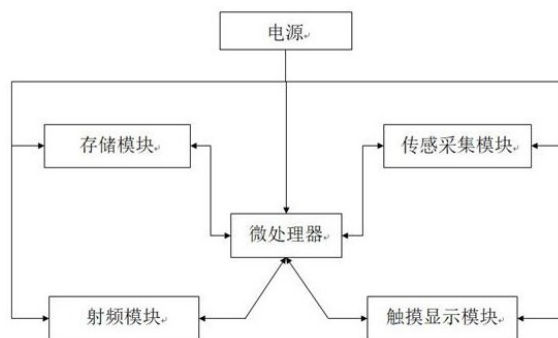 电源
存储模块
传感采集模块
微处理器
射频模块
触摸显示模块